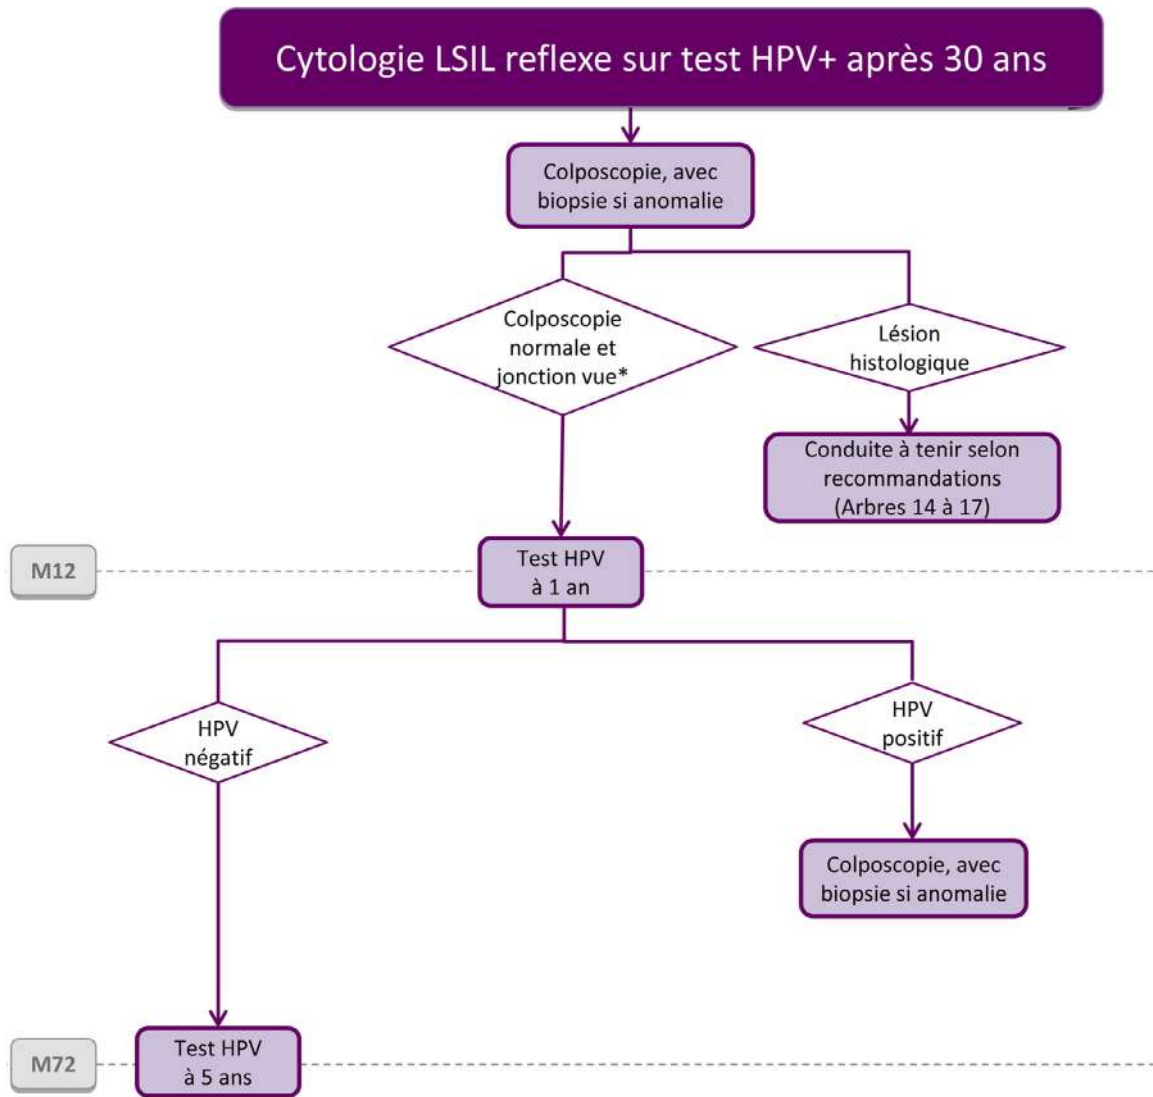 Cytologie LSIL reflexe sur test HPV+ après 30 ans
Colposcopie, avec
biopsie si anomalie
Colposcopie
normale et
jonction vue*
Lésion
histologique
Conduite à tenir selon
recommandations
(Arbres 14 à 17)
M12
Test HPV
à 1 an
HPV
négatif
HPV
positif
Colposcopie, avec
biopsie si anomalie
M72
Test HPV
à 5 ans